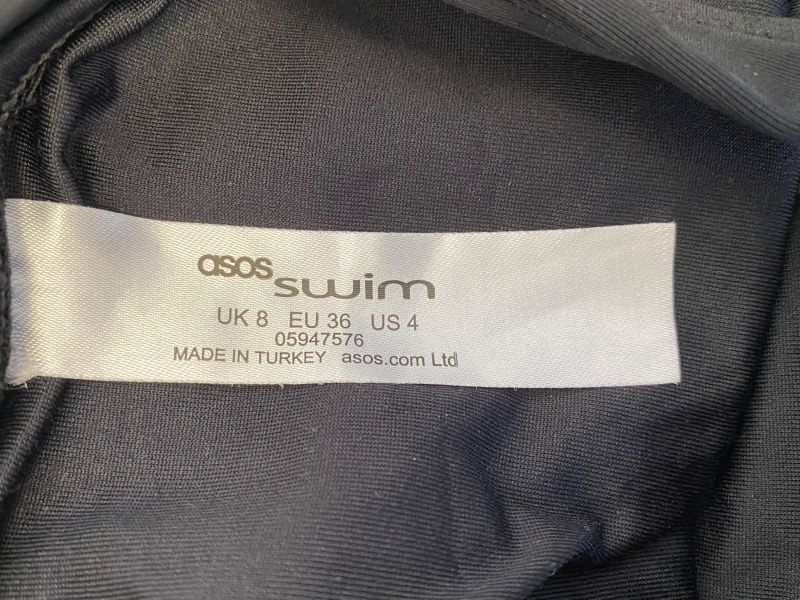 asos swim
UK 8 EU 36 US 4
05947576
MADE IN TURKEY asos.com Ltd